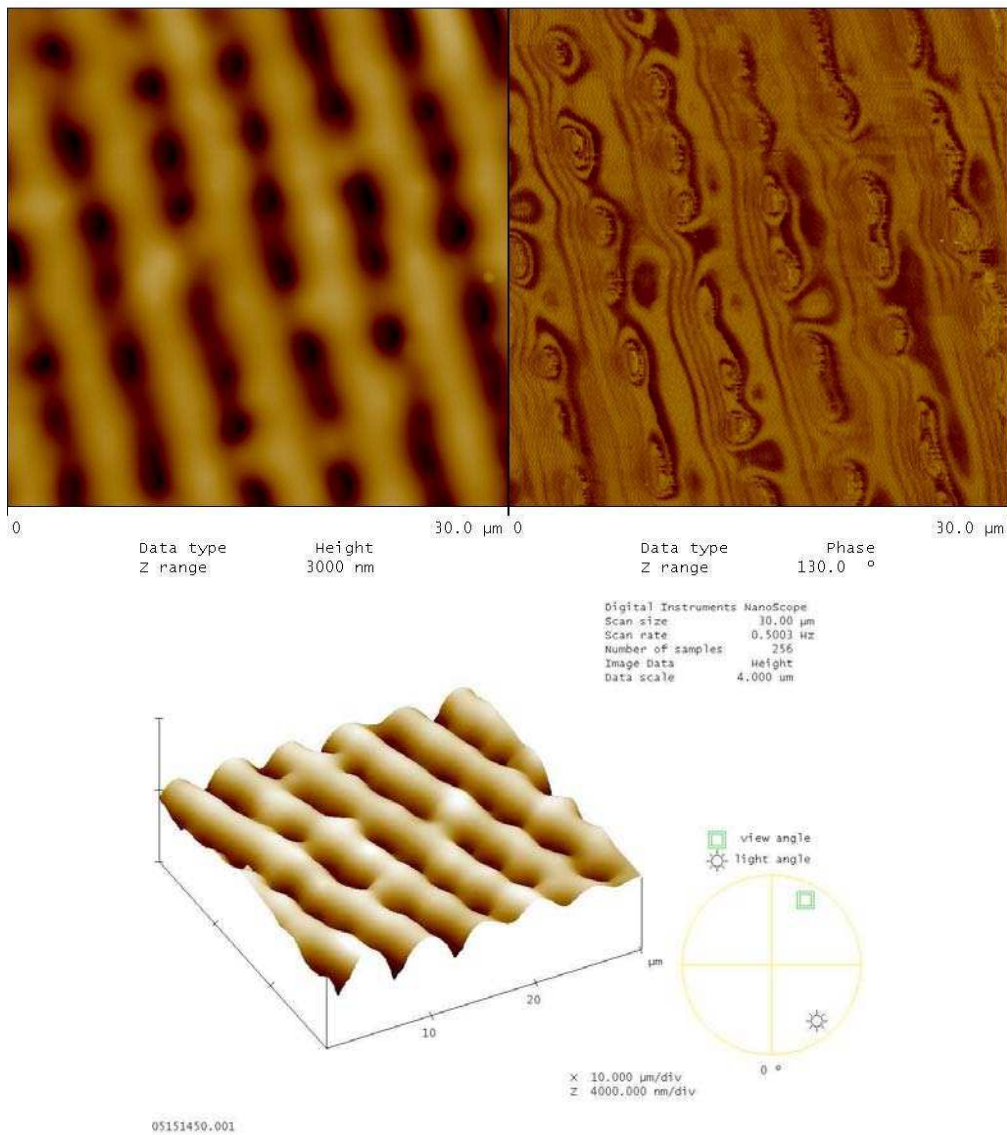 0 30.0 µm 0 30.0 µm
Data type Height Data type Phase
Z range 3000 nm Z range 130.0 º
Digital Instruments NanoScope
Scan size 30.00 µm
Scan rate 0.5003 Hz
Number of samples 256
Image Data Height
Data scale 4.000 um
view angle
light angle
µm
20
10
0 º
X 10.000 µm/div
Z 4000.000 nm/div
05151450.001